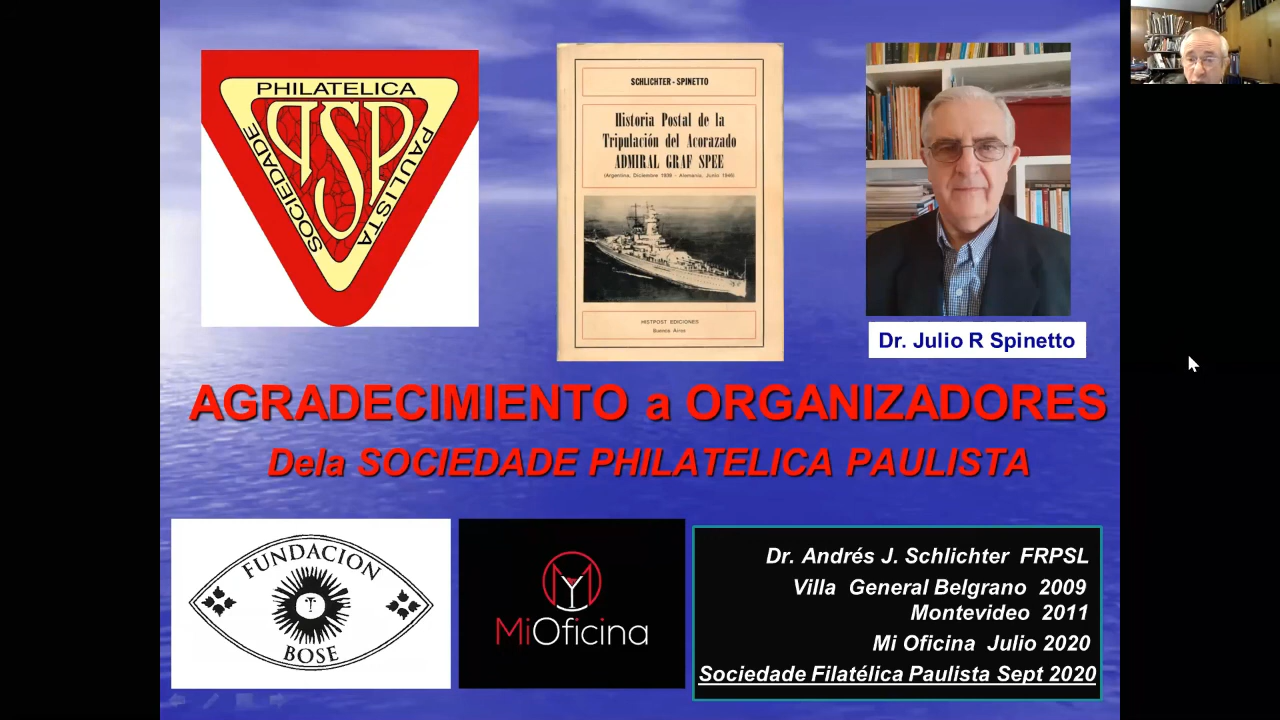 PHILATELICA
SOCIEDADE
PAULISTA
PSP
SCHLICHTER - SPINETTO
Historia Postal de la
Tripulación del Acorazado
ADMIRAL GRAF SPEE
(Argentina, Diciembre 1939 - Alemania, Junio 1946)
HISTPOST EDICIONES
Buenos Aires
Dr. Julio R Spinetto
AGRADECIMIENTO a ORGANIZADORES
Dela SOCIEDADE PHILATELICA PAULISTA
FUNDACION
BOSE
MiOficina
Dr. Andrés J. Schlichter FRPSL
Villa General Belgrano 2009
Montevideo 2011
Mi Oficina Julio 2020
Sociedade Filatélica Paulista Sept 2020